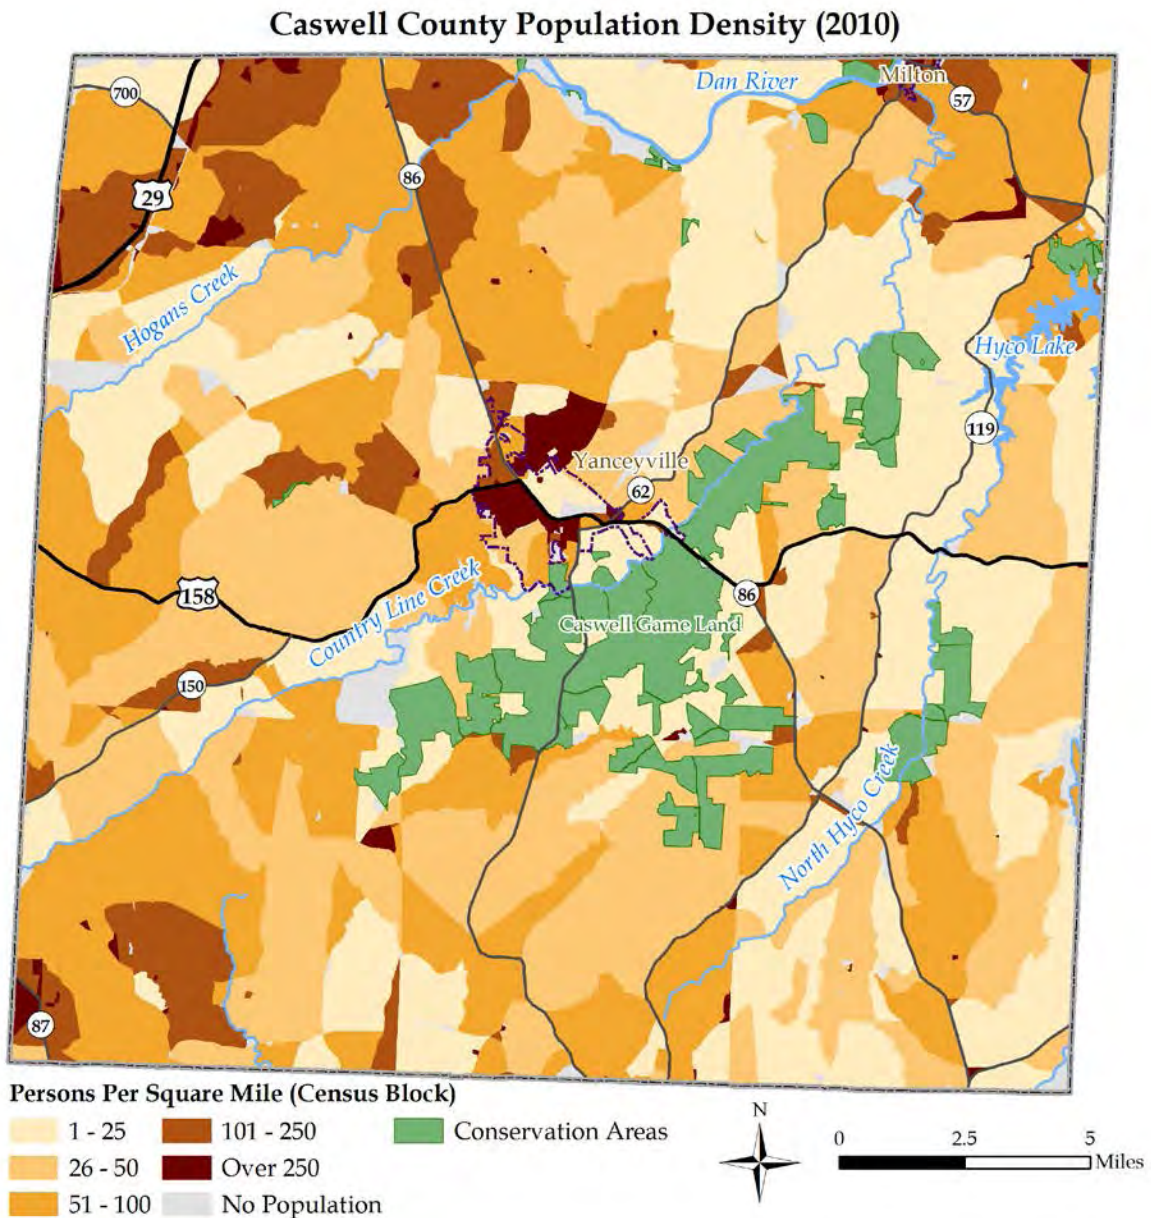 Caswell County Population Density (2010)
Dan River
Milton
700
57
86
29
Hogans Creek
Hyco Lake
119
Yanceyville
62
158
Country Line Creek
86
Caswell Game Land
150
North Hyco Creek
87
Persons Per Square Mile (Census Block)
1 - 25
101 - 250
Conservation Areas
26 - 50
Over 250
51 - 100
No Population
N
0 2.5 5
Miles